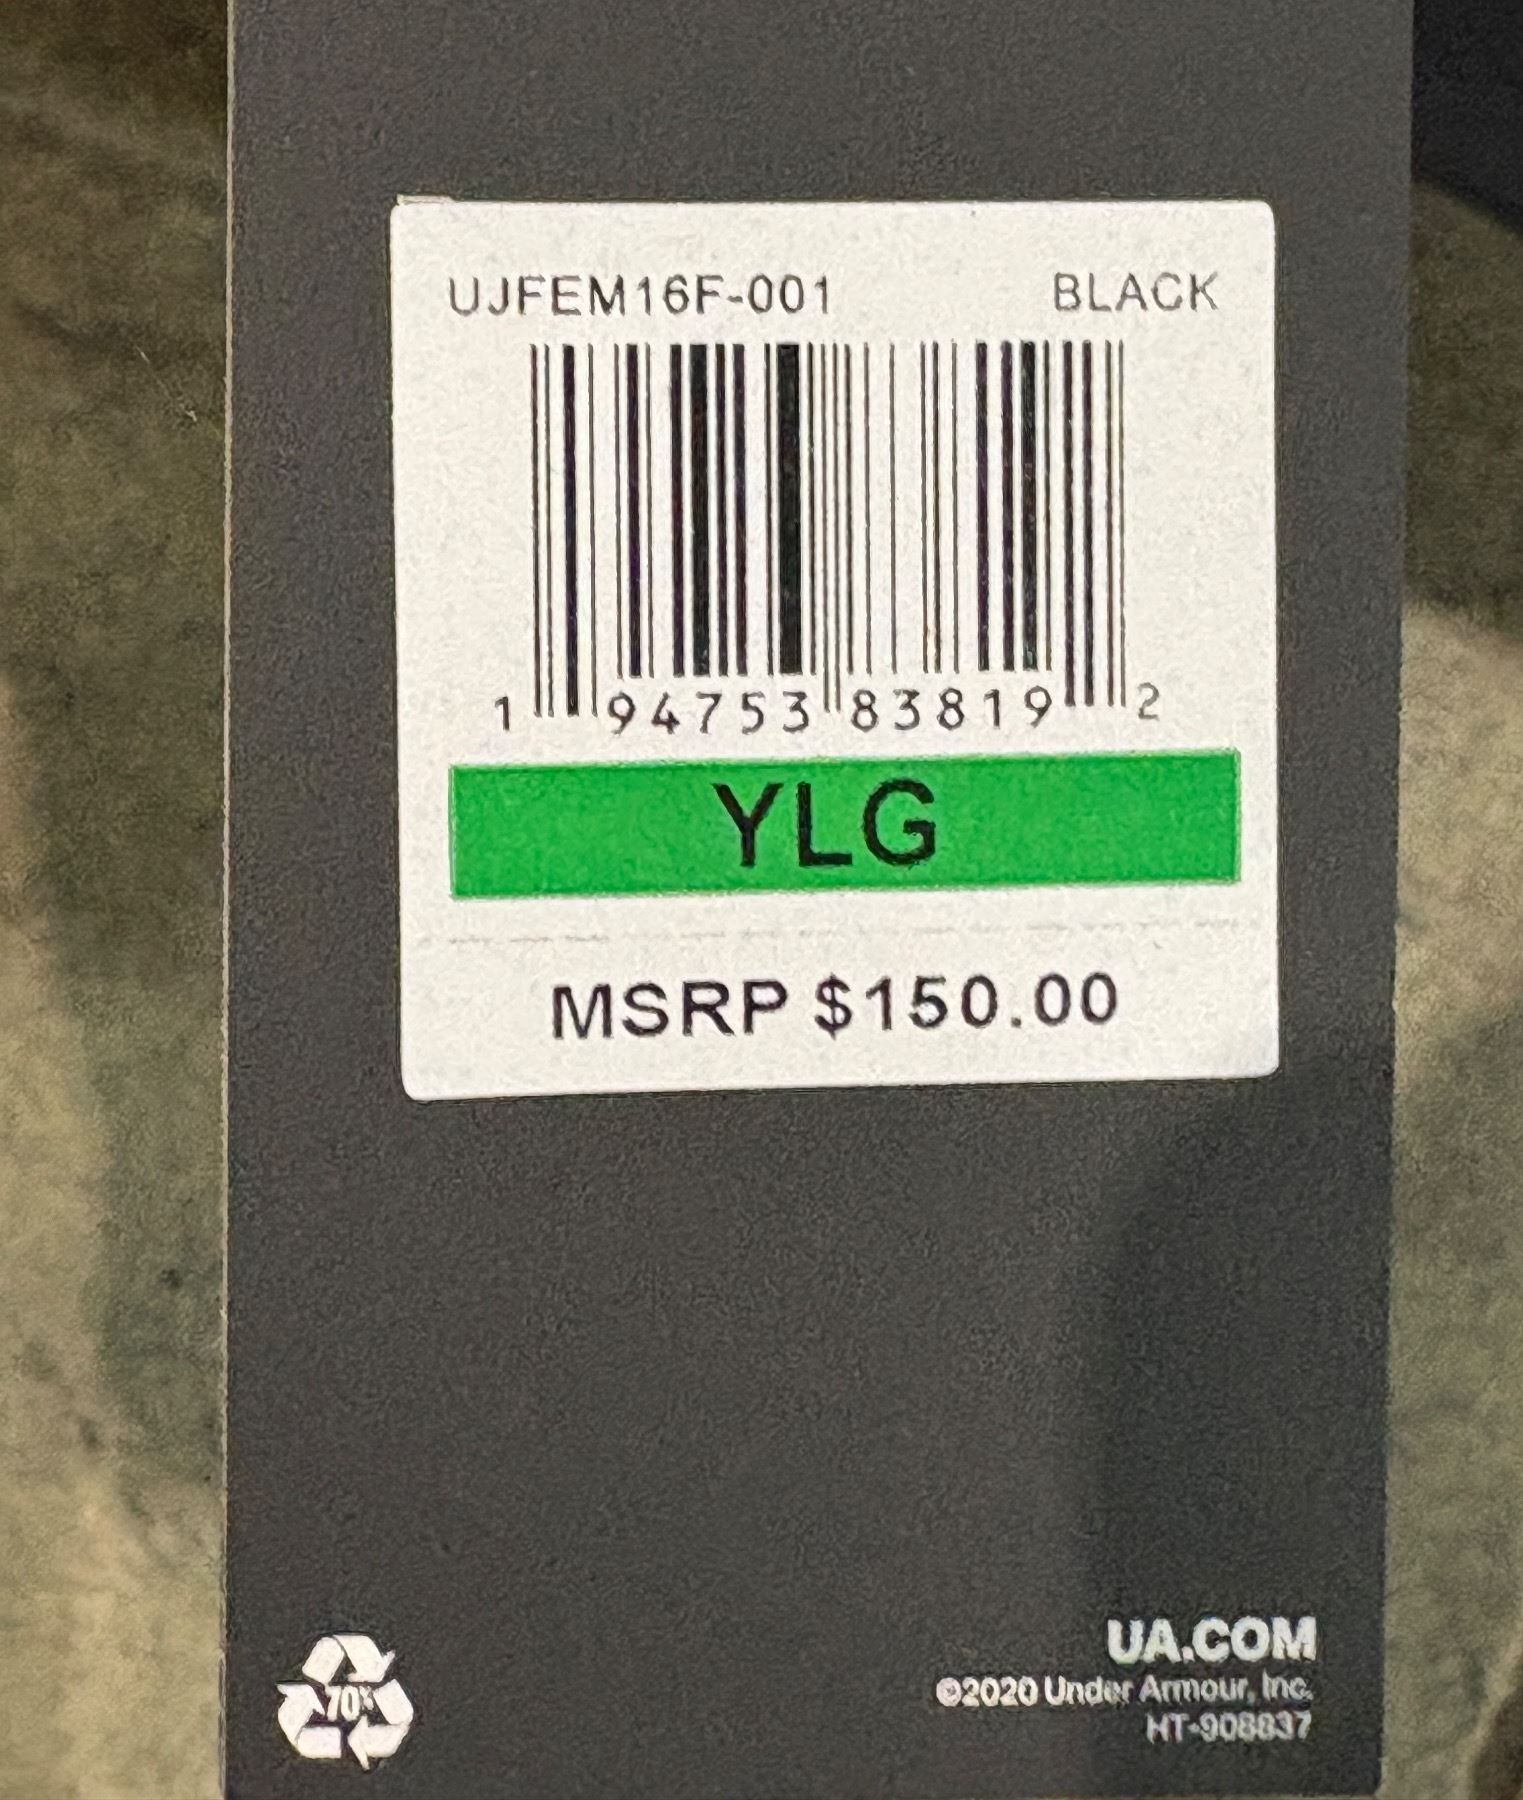 UJFEM16F-001 BLACK
1 94753 83819 2
YLG
MSRP $150.00
70%
UA.COM
©2020 Under Armour, Inc.
HT-908837